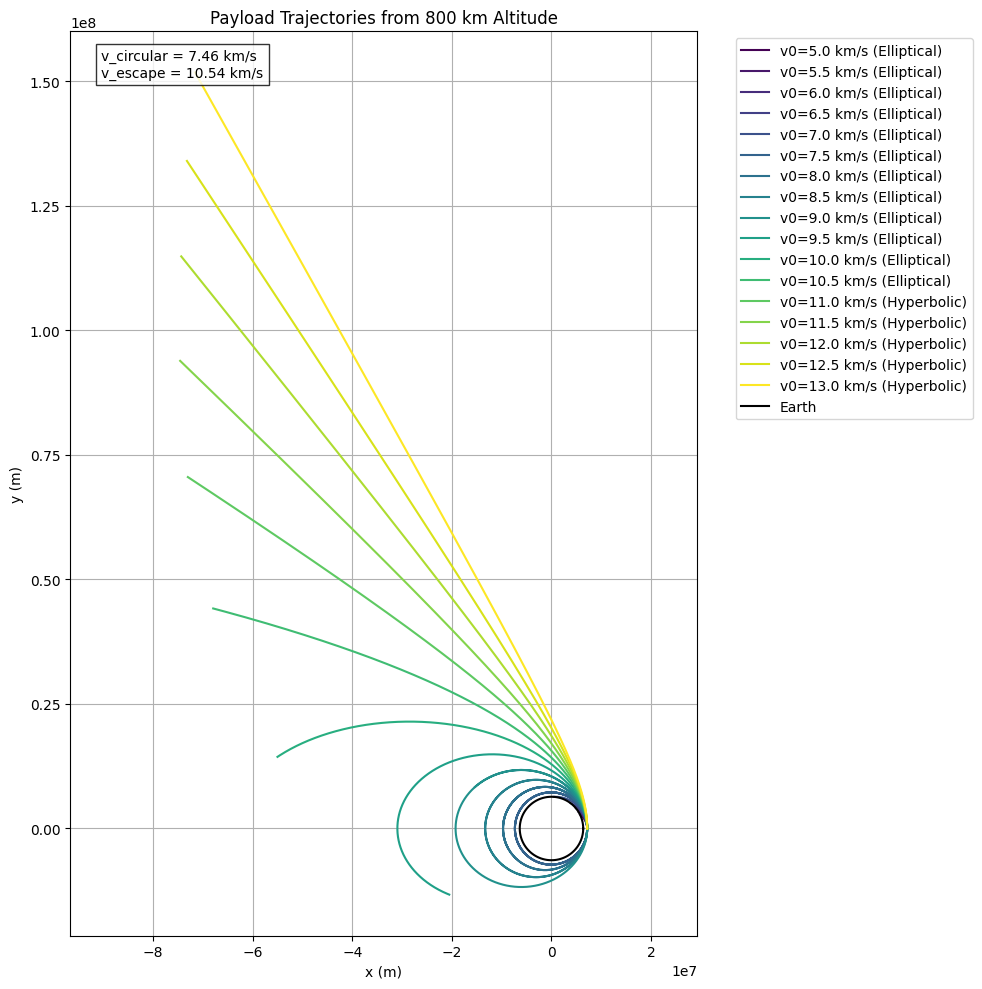 Payload Trajectories from 800 km Altitude
1e8
v_circular = 7.46 km/s
v_escape = 10.54 km/s
1.50
1.25
1.00
0.75
0.50
0.25
0.00
y (m)
−8
−6
−4
−2
0
2
1e7
x (m)
v0=5.0 km/s (Elliptical)
v0=5.5 km/s (Elliptical)
v0=6.0 km/s (Elliptical)
v0=6.5 km/s (Elliptical)
v0=7.0 km/s (Elliptical)
v0=7.5 km/s (Elliptical)
v0=8.0 km/s (Elliptical)
v0=8.5 km/s (Elliptical)
v0=9.0 km/s (Elliptical)
v0=9.5 km/s (Elliptical)
v0=10.0 km/s (Elliptical)
v0=10.5 km/s (Elliptical)
v0=11.0 km/s (Hyperbolic)
v0=11.5 km/s (Hyperbolic)
v0=12.0 km/s (Hyperbolic)
v0=12.5 km/s (Hyperbolic)
v0=13.0 km/s (Hyperbolic)
Earth